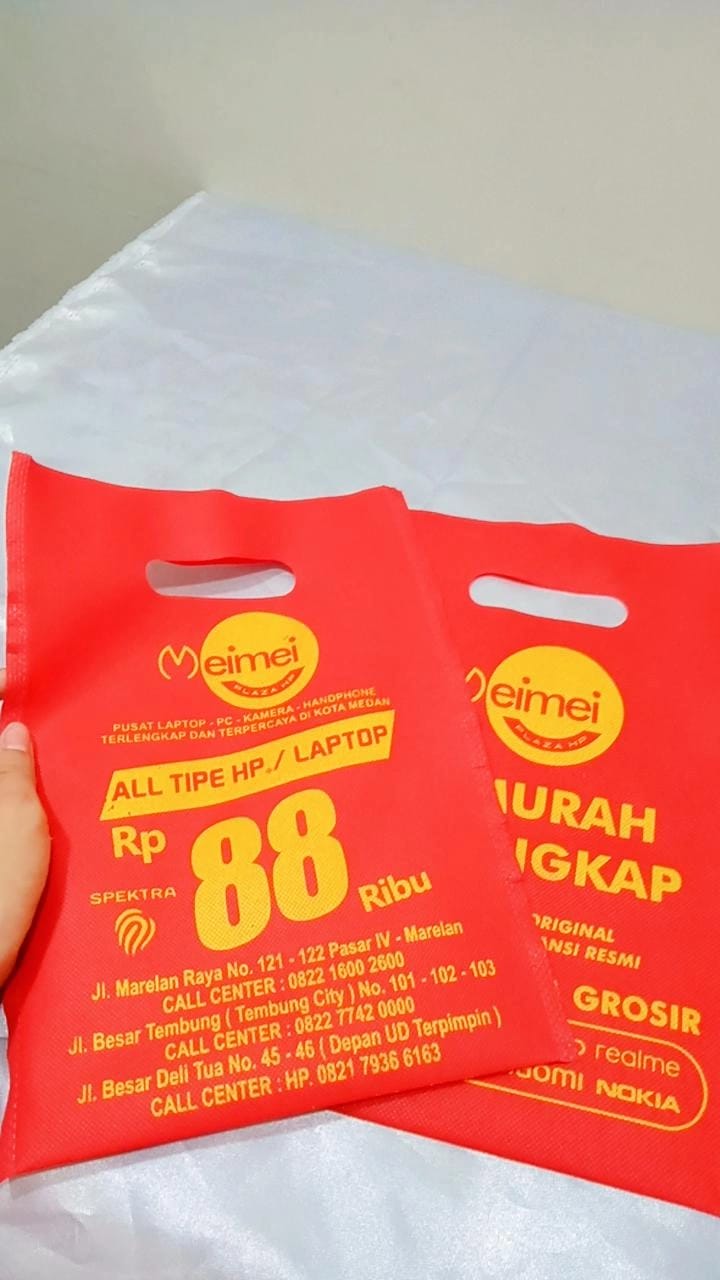 Meimei
PLAZA HP
PUSAT LAPTOP - PC - KAMERA - HANDPHONE
TERLENGKAP DAN TERPERCAYA DI KOTA MEDAN
ALL TIPE HP./ LAPTOP
Rp 88 Ribu
SPEKTRA
Jl. Marelan Raya No. 121 - 122 Pasar IV - Marelan
CALL CENTER : 0822 1600 2600
Jl. Besar Tembung ( Tembung City ) No. 101 - 102 - 103
CALL CENTER : 0822 7742 0000
Jl. Besar Deli Tua No. 45 - 46 ( Depan UD Terpimpin )
CALL CENTER : HP. 0821 7936 6163
Meimei
PLAZA HP
URAH
GKAP
ORIGINAL
ANSI RESMI
GROSIR
realme
omi NOKIA